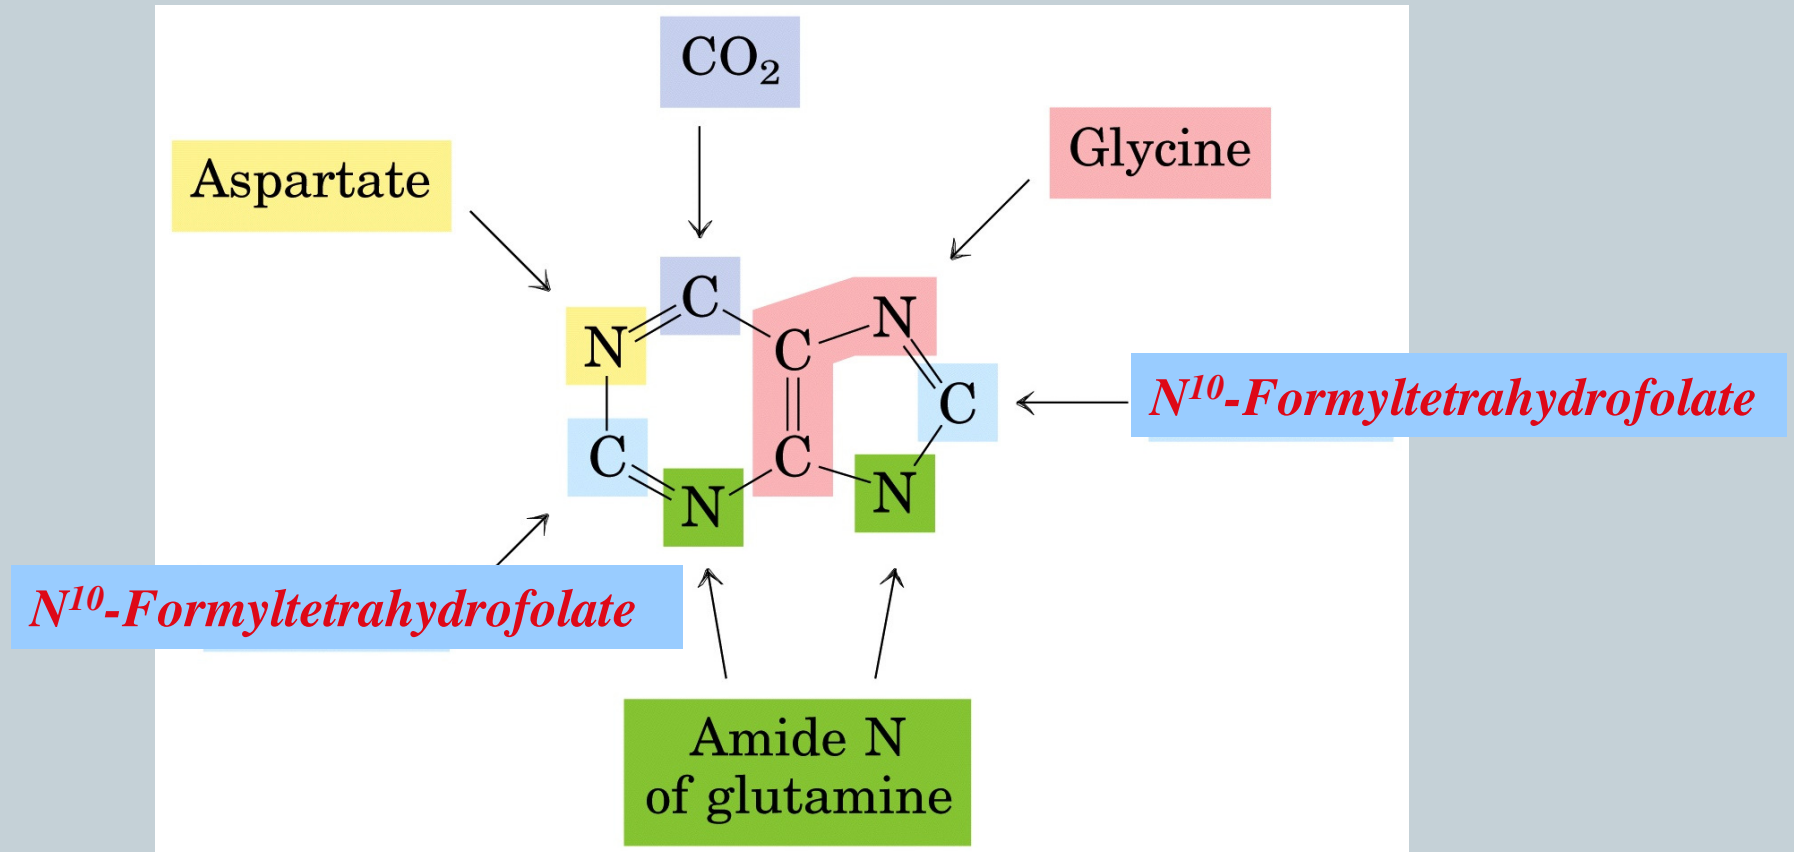 CO₂
Aspartate
Glycine
C
N
N
C
C
N¹⁰-Formyltetrahydrofolate
C
C
N
N
N¹⁰-Formyltetrahydrofolate
Amide N
of glutamine